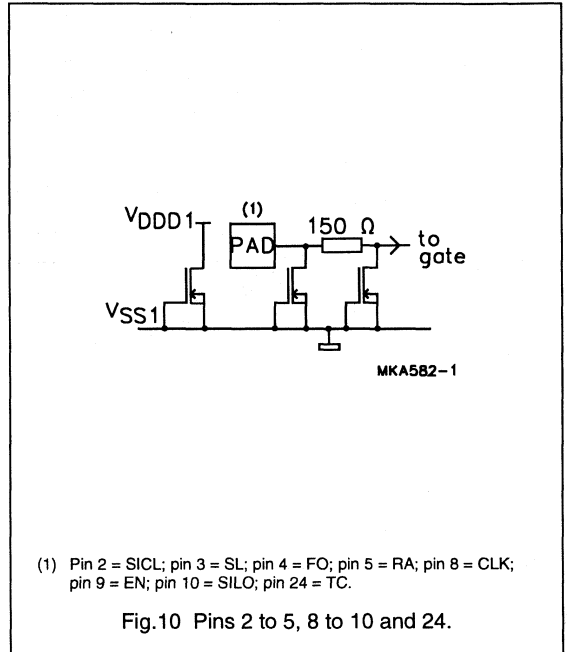 VDDD1
(1)
PAD
150 Ω
to
gate
VSS1
MKA582-1
(1) Pin 2 = SICL; pin 3 = SL; pin 4 = FO; pin 5 = RA; pin 8 = CLK;
pin 9 = EN; pin 10 = SILO; pin 24 = TC.
Fig.10 Pins 2 to 5, 8 to 10 and 24.